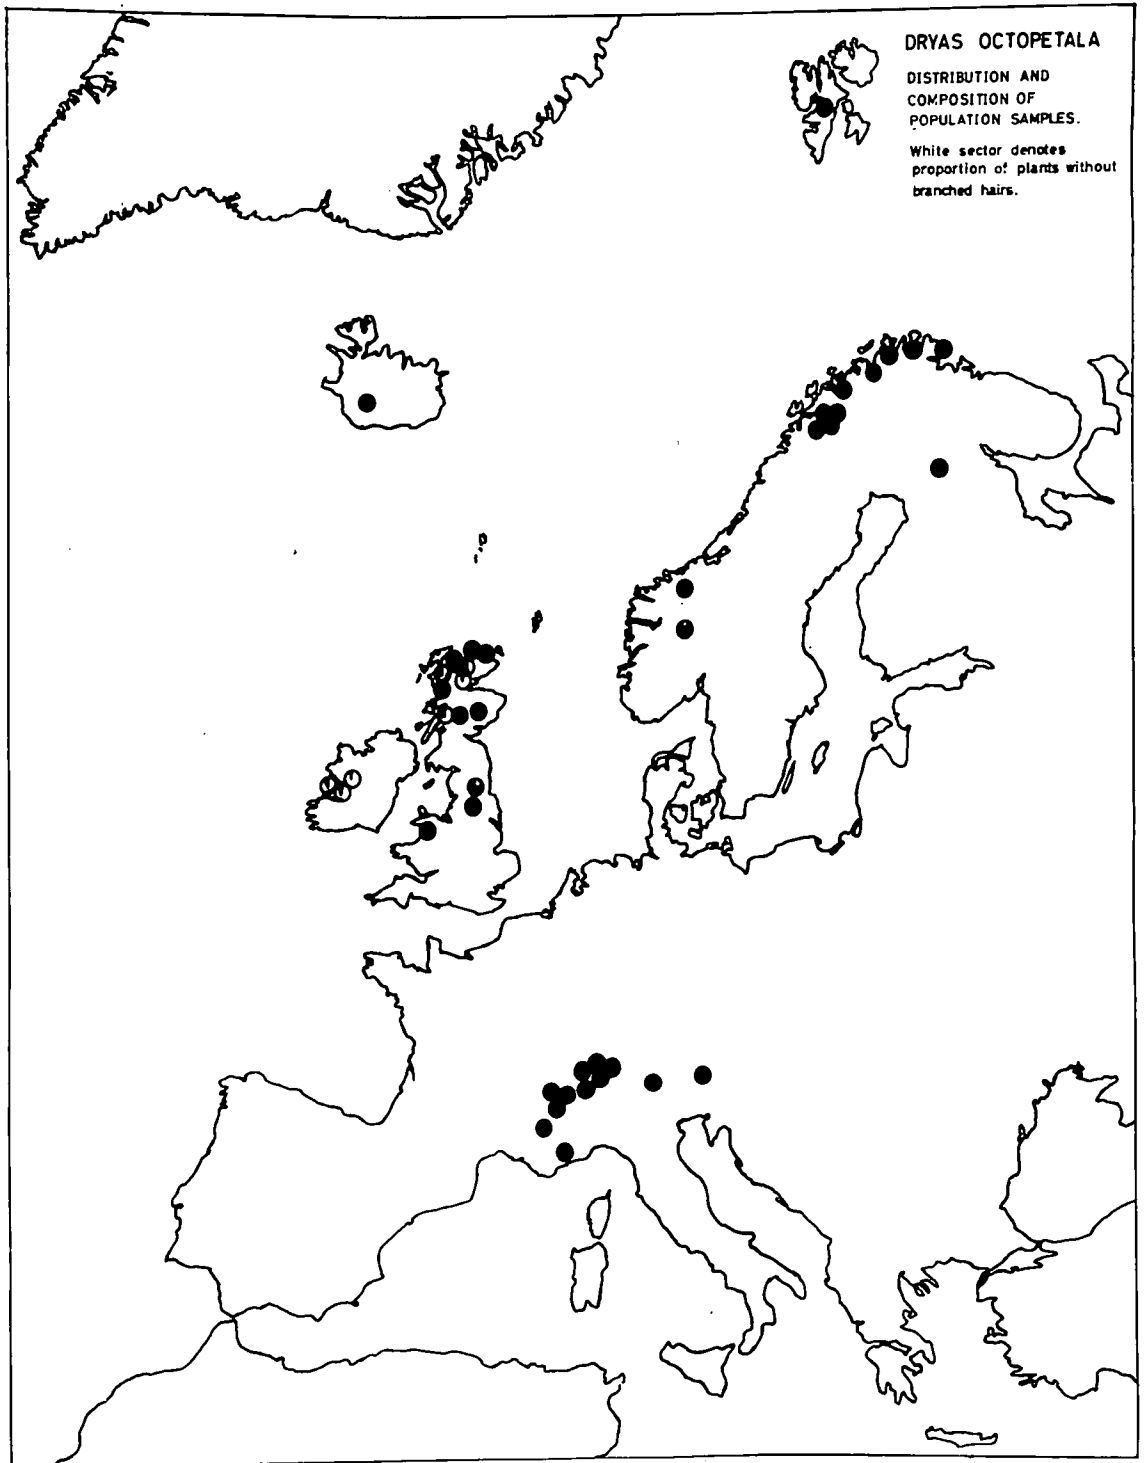 DRYAS OCTOPETALA
DISTRIBUTION AND
COMPOSITION OF
POPULATION SAMPLES.
White sector denotes
proportion of plants without
branched hairs.